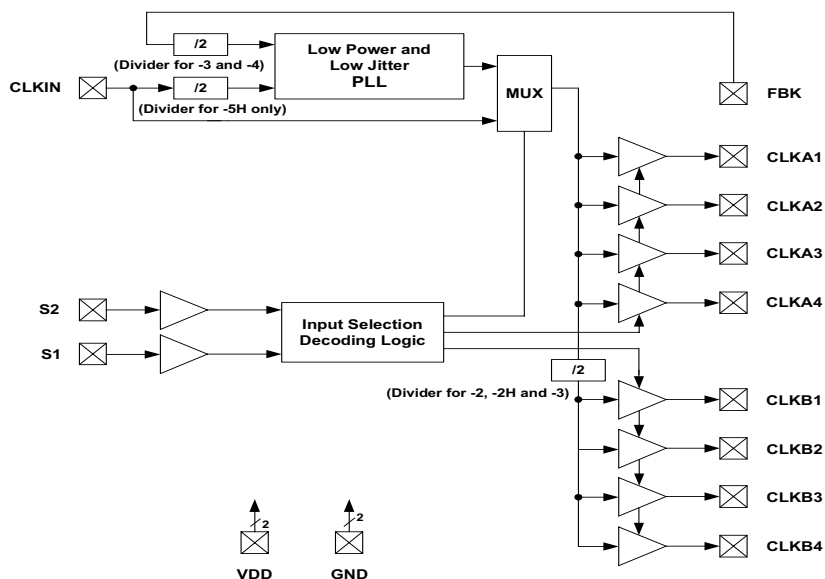 /2
Low Power and
Low Jitter
PLL
(Divider for -3 and -4)
CLKIN
/2
MUX
FBK
(Divider for -5H only)
CLKA1
CLKA2
CLKA3
CLKA4
S2
Input Selection
Decoding Logic
S1
/2
(Divider for -2, -2H and -3)
CLKB1
CLKB2
CLKB3
CLKB4
2
2
VDD
GND